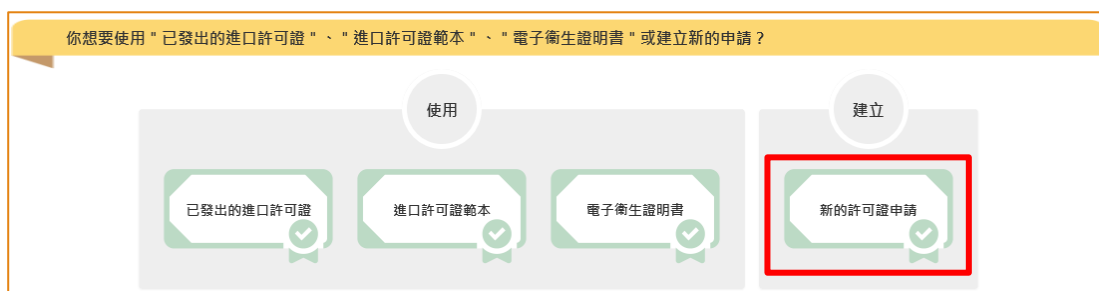 你想要使用 " 已發出的進口許可證 " 、 " 進口許可證範本 " 、 " 電子衞生證明書 " 或建立新的申請？
使用
建立
已發出的進口許可證
進口許可證範本
電子衞生證明書
新的許可證申請